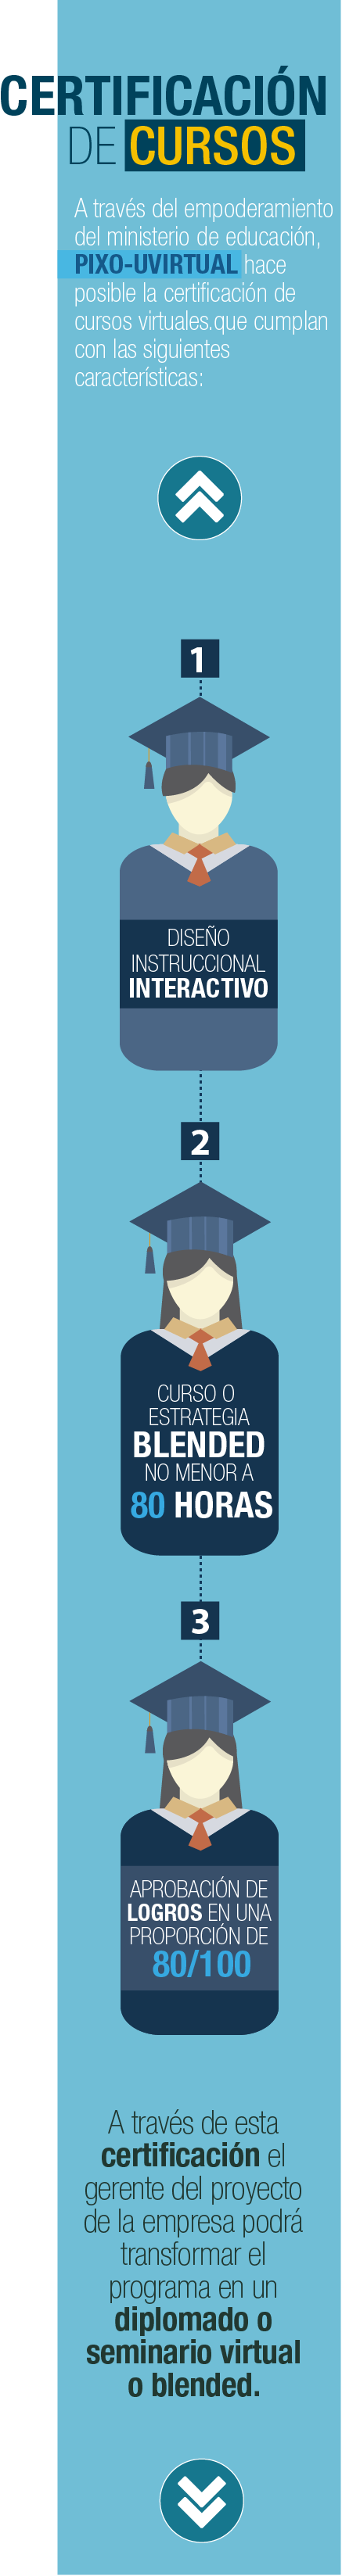 CERTIFICACIÓN
DE CURSOS
A través del empoderamiento
del ministerio de educación,
PIXO-UVIRTUAL hace
posible la certificación de
cursos virtuales.que cumplan
con las siguientes
características:
1
DISEÑO
INSTRUCCIONAL
INTERACTIVO
2
CURSO O
ESTRATEGIA
BLENDED
NO MENOR A
80 HORAS
3
APROBACIÓN DE
LOGROS EN UNA
PROPORCIÓN DE
80/100
A través de esta
certificación el
gerente del proyecto
de la empresa podrá
transformar el
programa en un
diplomado o
seminario virtual
o blended.